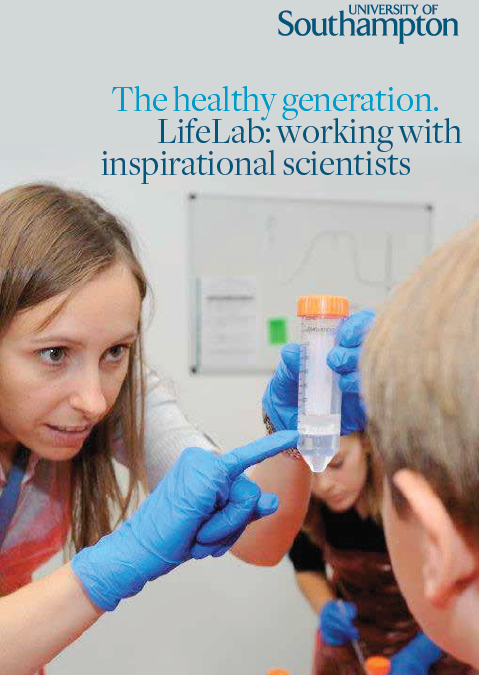 UNIVERSITY OF
Southampton
The healthy generation.
LifeLab: working with
inspirational scientists